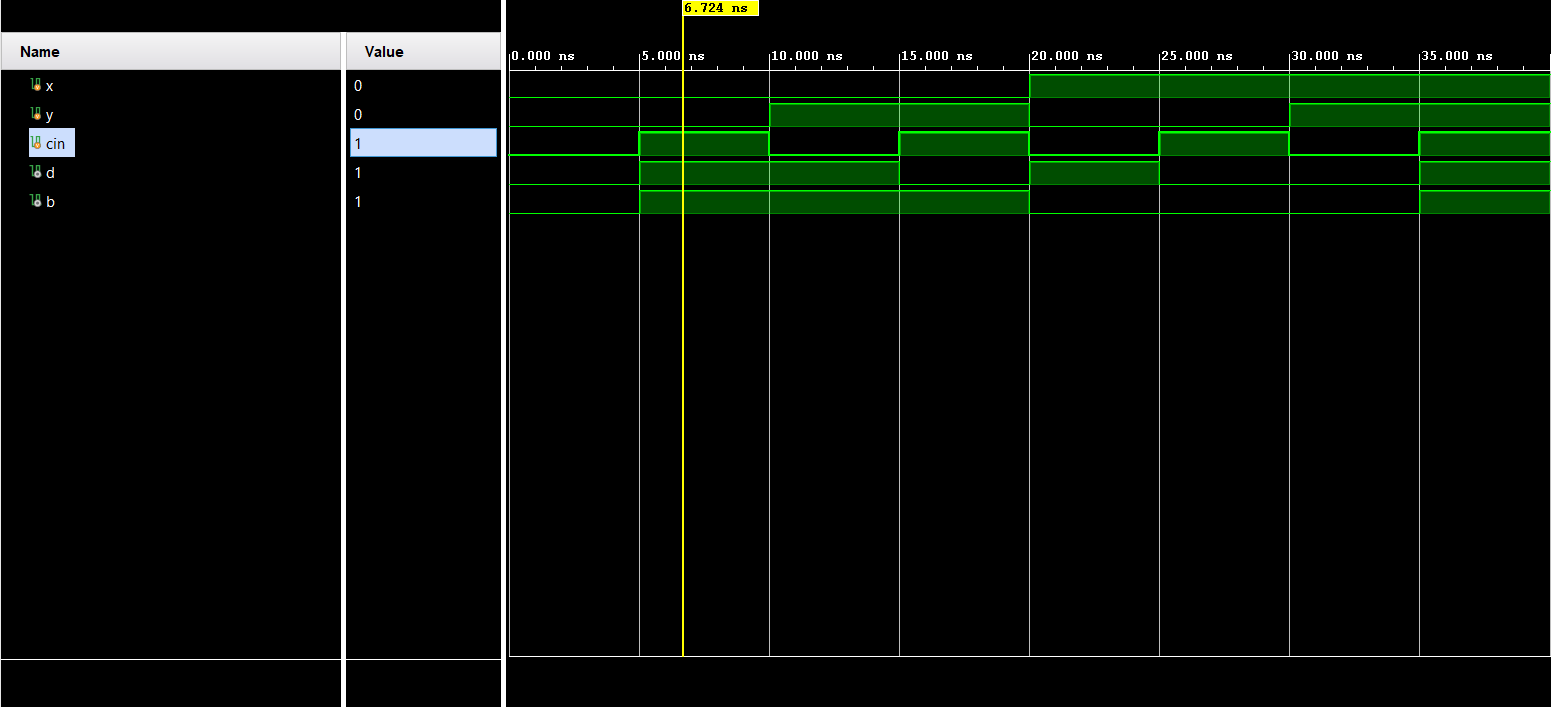 6.724 ns
Name Value 0.000 ns 5.000 ns 10.000 ns 15.000 ns 20.000 ns 25.000 ns 30.000 ns 35.000 ns
x 0
y 0
cin 1
d 1
b 1